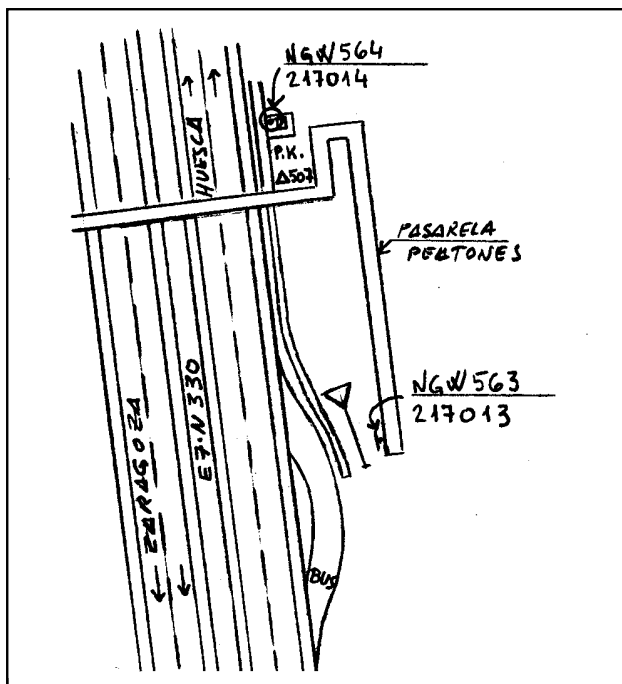 NGW564
217014
HUESCA
P.K.
Δ507
PASARELA
PEATONES
NGW563
217013
E7·N330
ZARAGOZA
BUS